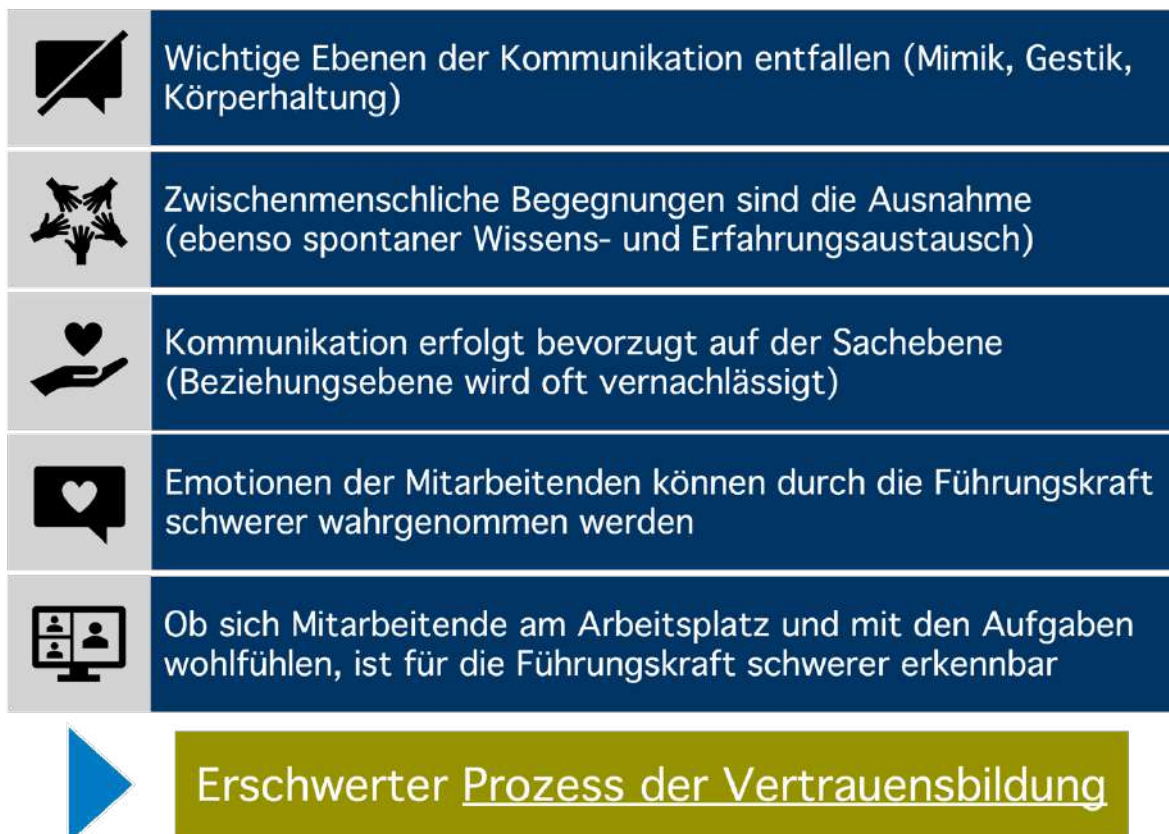 Wichtige Ebenen der Kommunikation entfallen (Mimik, Gestik,
Körperhaltung)
Zwischenmenschliche Begegnungen sind die Ausnahme
(ebenso spontaner Wissens- und Erfahrungsaustausch)
Kommunikation erfolgt bevorzugt auf der Sachebene
(Beziehungsebene wird oft vernachlässigt)
Emotionen der Mitarbeitenden können durch die Führungskraft
schwerer wahrgenommen werden
Ob sich Mitarbeitende am Arbeitsplatz und mit den Aufgaben
wohlfühlen, ist für die Führungskraft schwerer erkennbar
Erschwerter Prozess der Vertrauensbildung